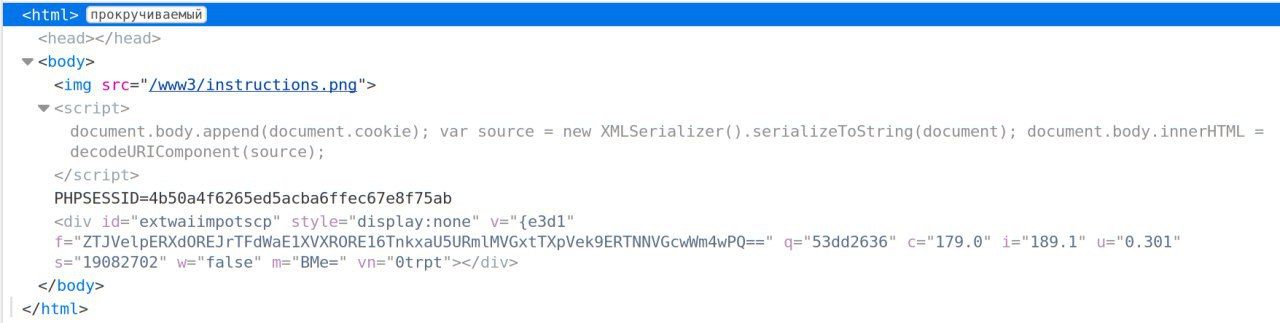 <html> прокручиваемый
<head></head>
<body>
<img src="/www3/instructions.png">
<script>
document.body.append(document.cookie); var source = new XMLSerializer().serializeToString(document); document.body.innerHTML =
decodeURIComponent(source);
</script>
PHPSESSID=4b50a4f6265ed5acba6ffec67e8f75ab
<div id="extwaiimpotscp" style="display:none" v="{e3d1"
f="ZTJVelpERXdOREJrTFdWaE1XVXRORE16TnkxaU5URmlMVGxtTXpVek9ERTNNVGcwWm4wPQ==" q="53dd2636" c="179.0" i="189.1" u="0.301"
s="19082702" w="false" m="BMe=" vn="0trpt"></div>
</body>
</html>